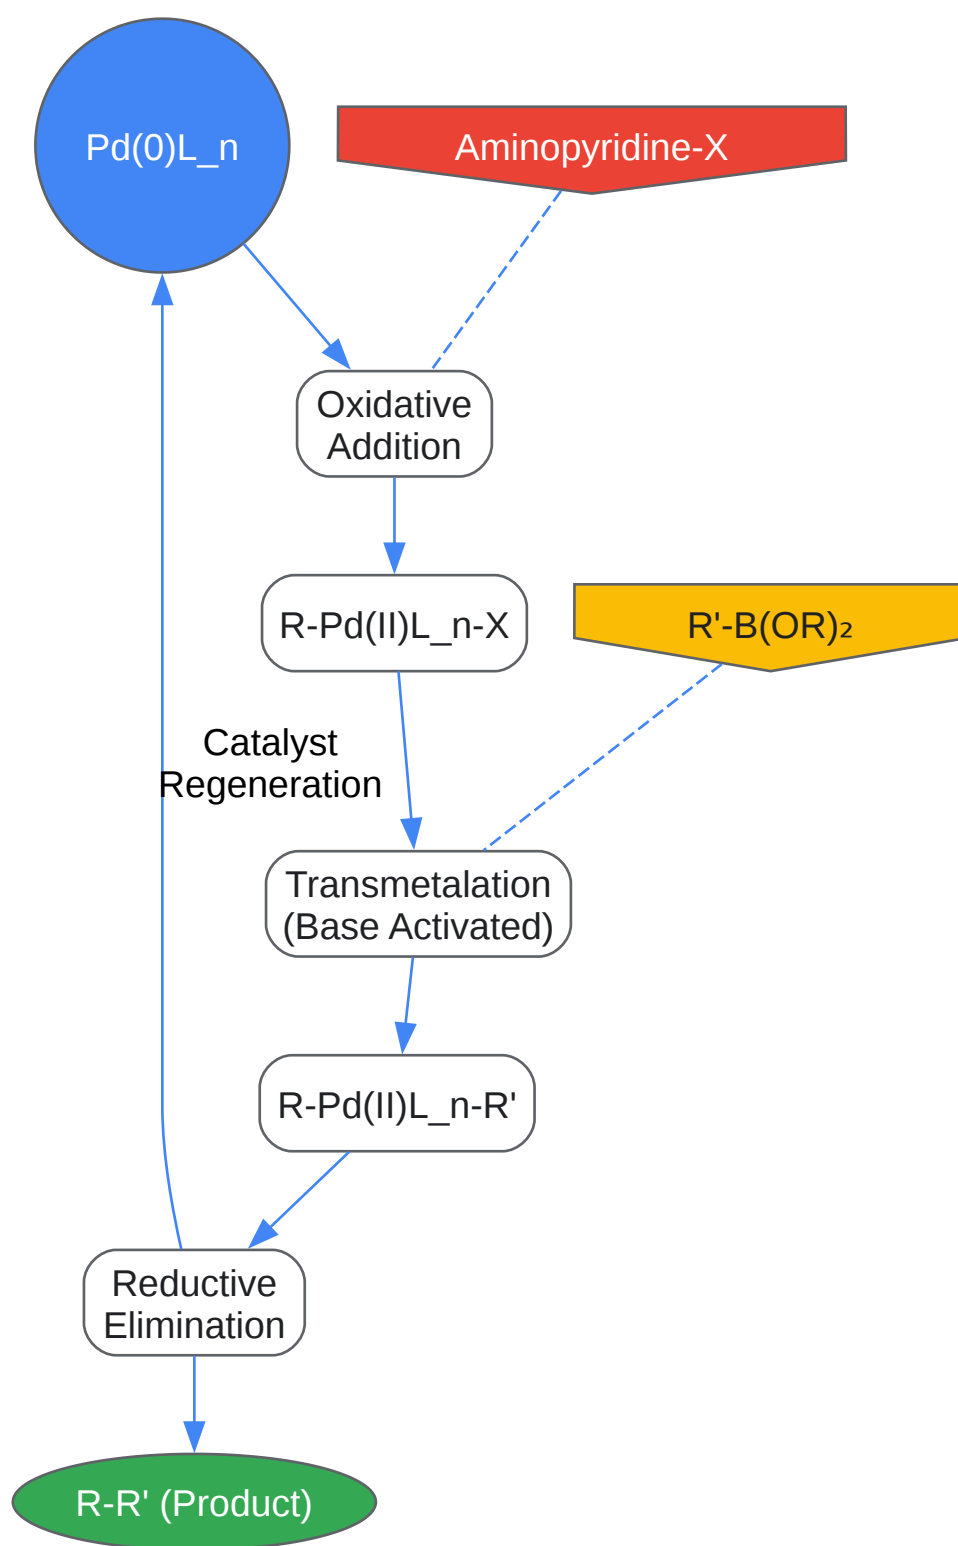 Pd(0)L_n
Aminopyridine-X
Oxidative
Addition
R-Pd(II)L_n-X
R'-B(OR)₂
Catalyst
Regeneration
Transmetalation
(Base Activated)
R-Pd(II)L_n-R'
Reductive
Elimination
R-R' (Product)